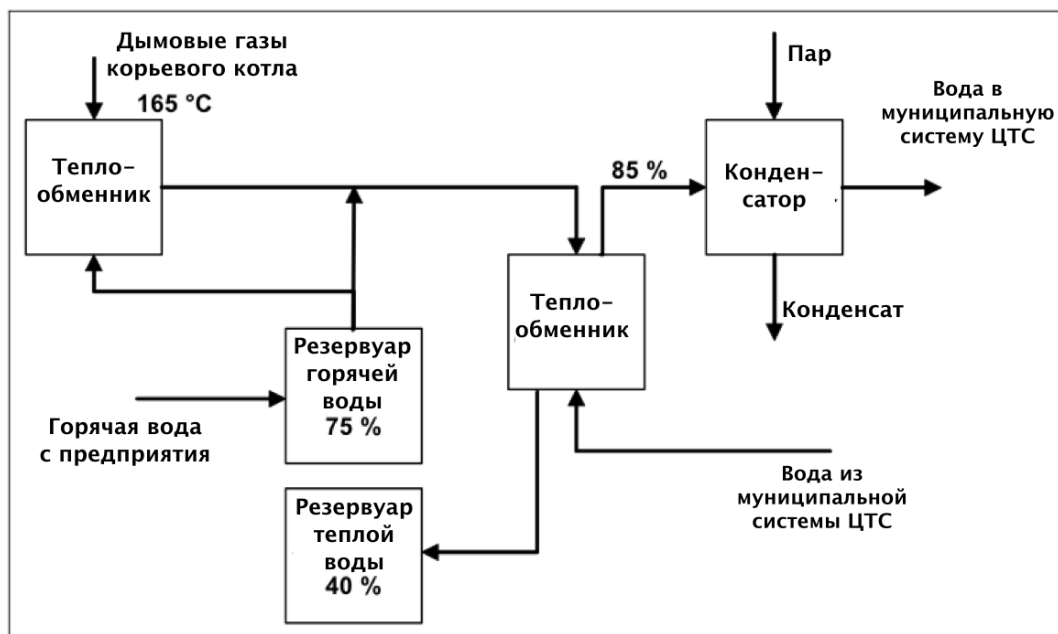 Дымовые газы
корьевого котла
165 °C
Тепло-
обменник
Пар
Вода в
муниципальную
систему ЦТС
85 %
Конден-
сатор
Тепло-
обменник
Конденсат
Резервуар
горячей
воды
75 %
Горячая вода
с предприятия
Вода из
муниципальной
системы ЦТС
Резервуар
теплой
воды
40 %